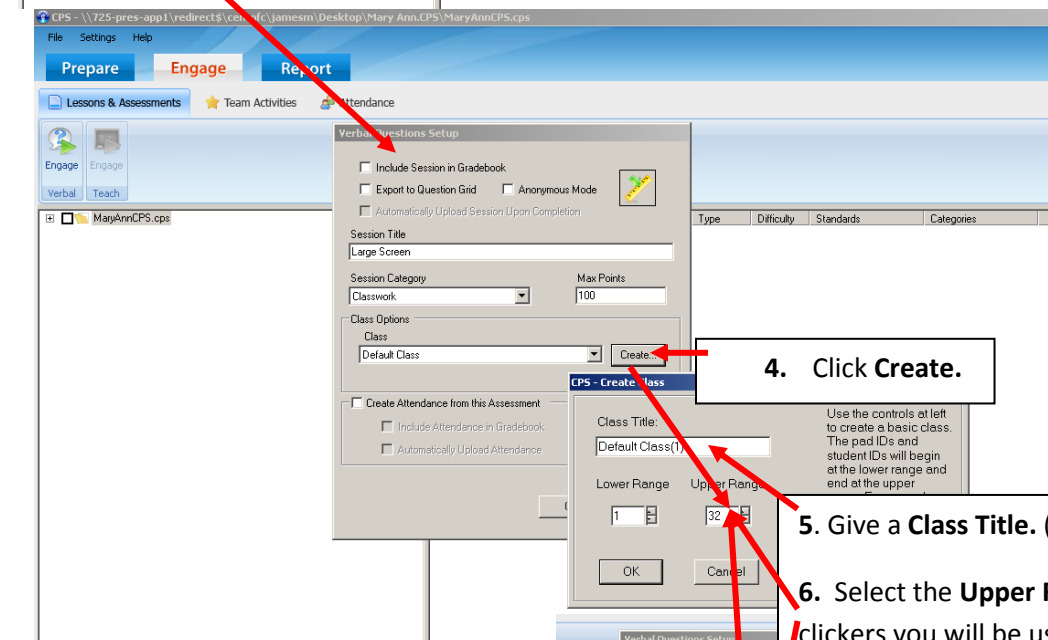 CPS - \\725-pres-app1\redirect$\cen ofc\jamesm\Desktop\Mary Ann.CPS\MaryAnnCPS.cps
File Settings Help
Prepare Engage Report
Lessons & Assessments Team Activities Attendance
Engage Engage
Verbal Teach
MaryAnnCPS.cps
Type Difficulty Standards Categories
Verbal Questions Setup
Include Session in Gradebook
Export to Question Grid Anonymous Mode
Automatically Upload Session Upon Completion
Session Title
Large Screen
Session Category Max Points
Classwork 100
Class Options
Class
Default Class Create...
Create Attendance from this Assessment
Include Attendance in Gradebook
Automatically Upload Attendance
4. Click Create.
CPS - Create Class
Class Title:
Default Class(1)
Lower Range Upper Range
1 32
OK Cancel
Use the controls at left
to create a basic class.
The pad IDs and
student IDs will begin
at the lower range and
end at the upper
5. Give a Class Title. (
6. Select the Upper
clickers you will be
Verbal Questions Setup